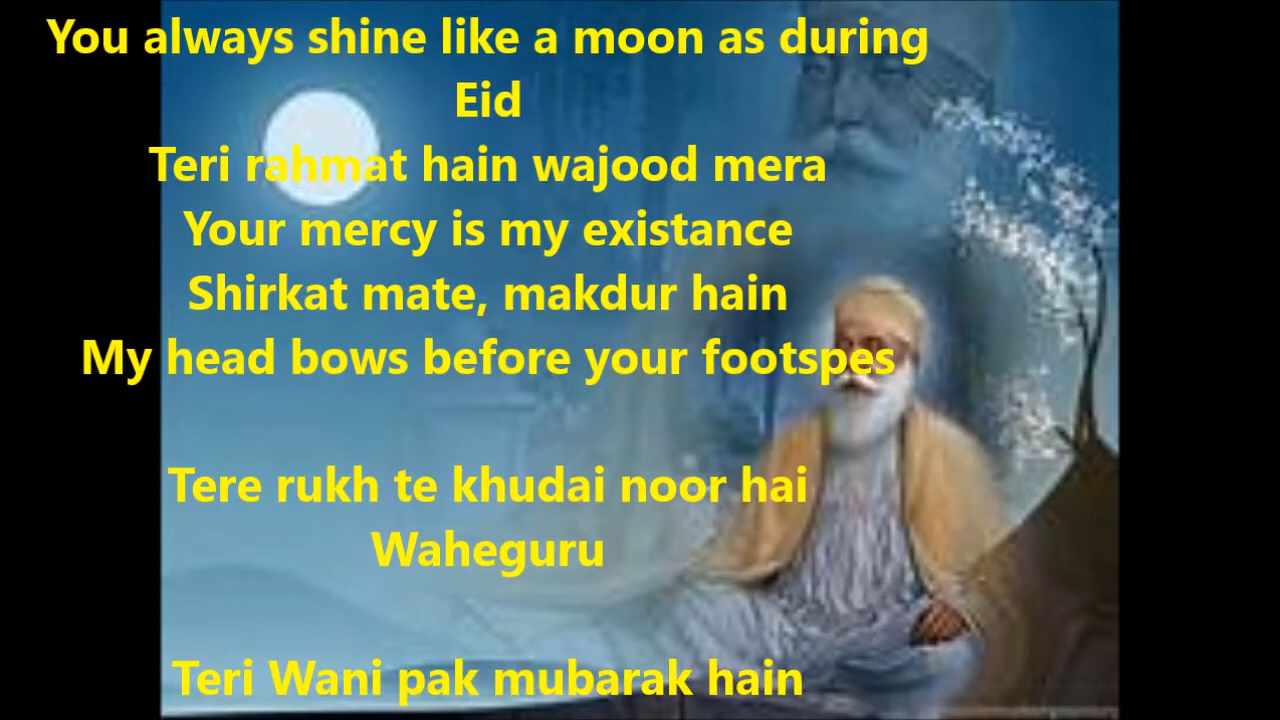 You always shine like a moon as during
Eid
Teri rahmat hain wajood mera
Your mercy is my existance
Shirkat mate, makdur hain
My head bows before your footspes
Tere rukh te khudai noor hai
Waheguru
Teri Wani pak mubarak hain